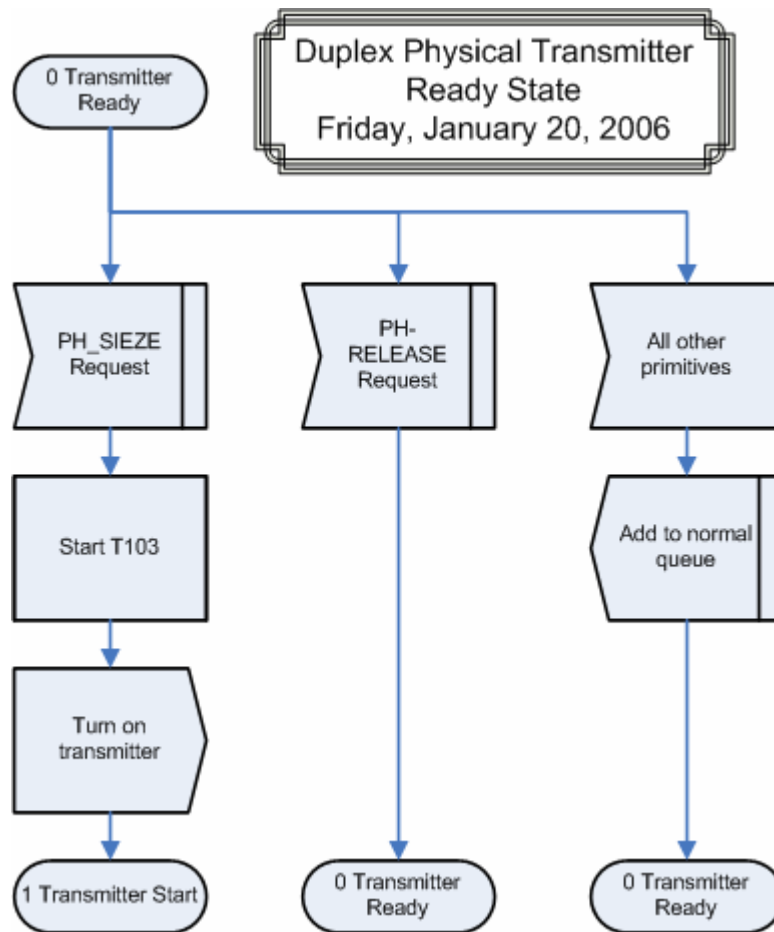 Duplex Physical Transmitter
Ready State
Friday, January 20, 2006
0 Transmitter
Ready
PH_SIEZE
Request
PH-
RELEASE
Request
All other
primitives
Start T103
Add to normal
queue
Turn on
transmitter
1 Transmitter Start
0 Transmitter
Ready
0 Transmitter
Ready